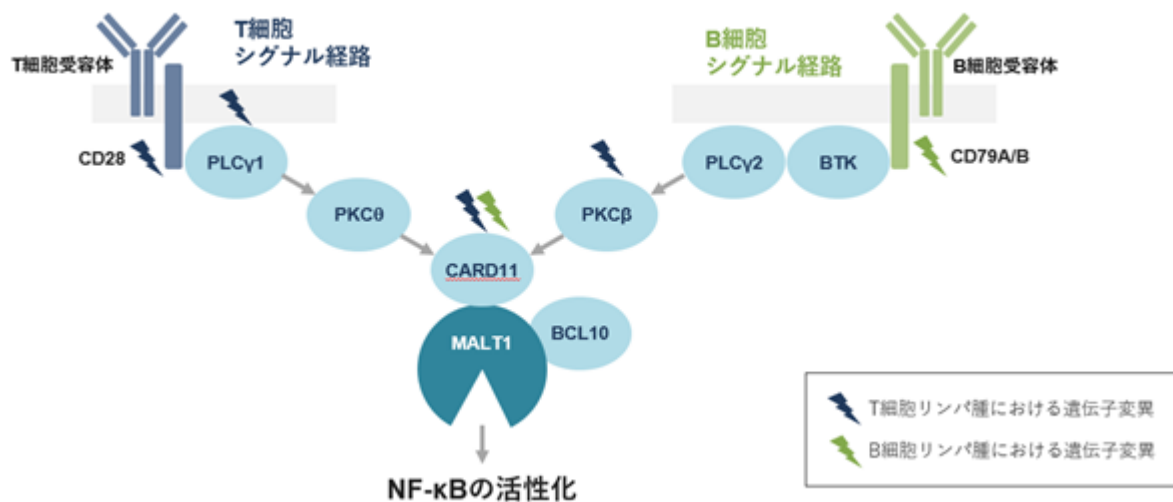 T細胞
シグナル経路
B細胞
シグナル経路
T細胞受容体
B細胞受容体
CD28
PLCγ1
PLCγ2
BTK
CD79A/B
PKCθ
PKCβ
CARD11
MALT1
BCL10
T細胞リンパ腫における遺伝子変異
B細胞リンパ腫における遺伝子変異
NF-κBの活性化